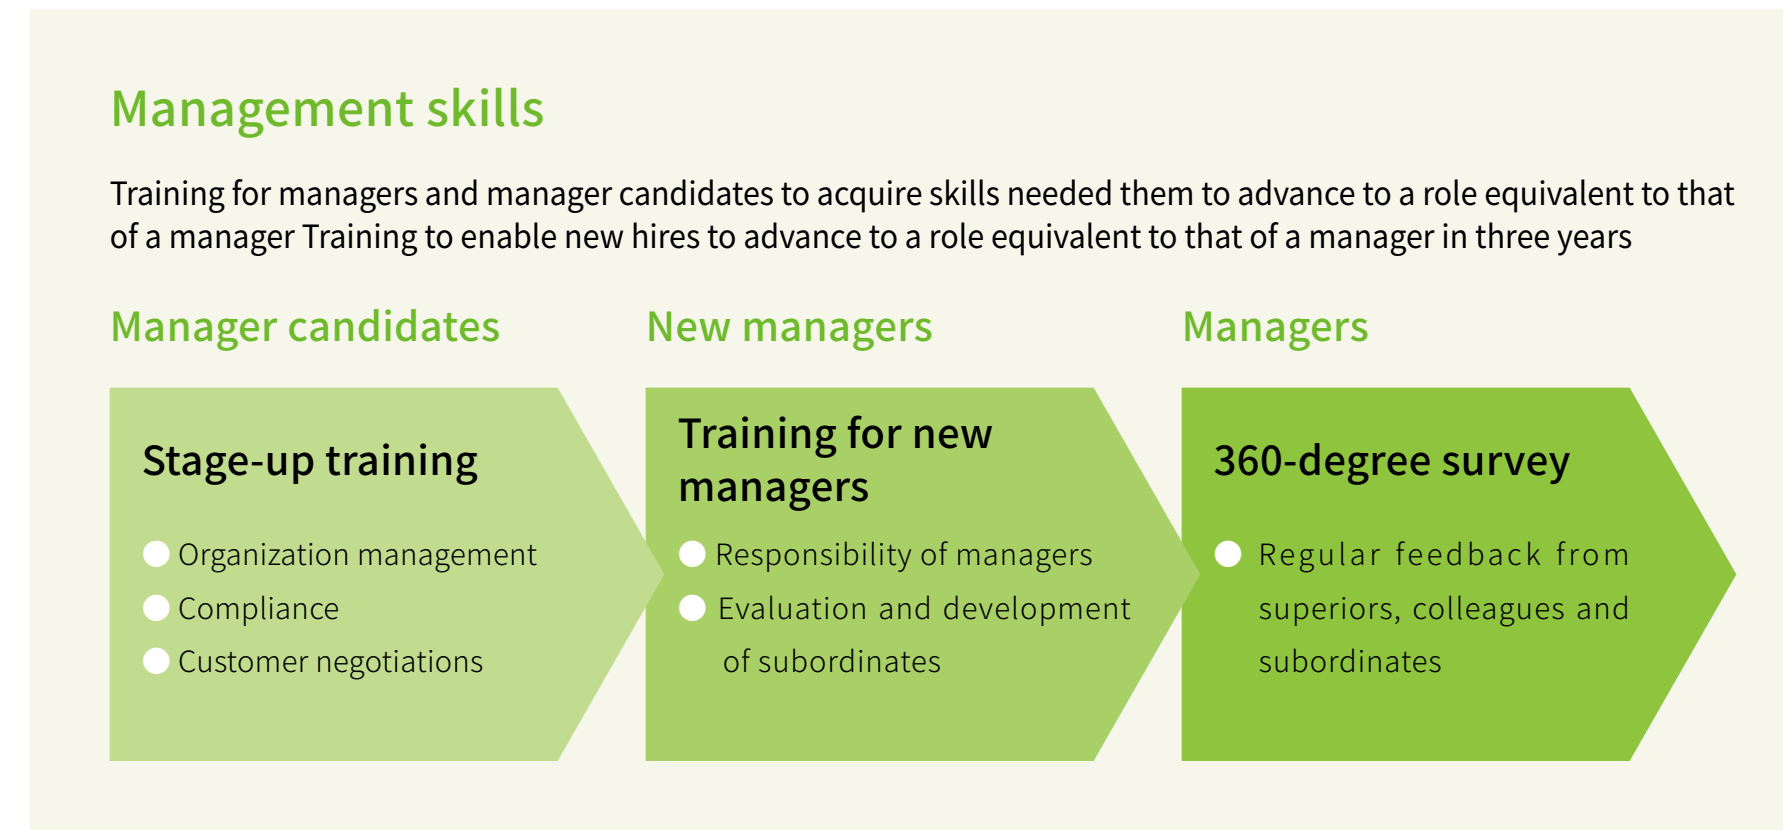 Management skills
Training for managers and manager candidates to acquire skills needed them to advance to a role equivalent to that
of a manager Training to enable new hires to advance to a role equivalent to that of a manager in three years
Manager candidates
Stage-up training
Organization management
Compliance
Customer negotiations
New managers
Training for new
managers
Responsibility of managers
Evaluation and development
of subordinates
Managers
360-degree survey
Regular feedback from
superiors, colleagues and
subordinates